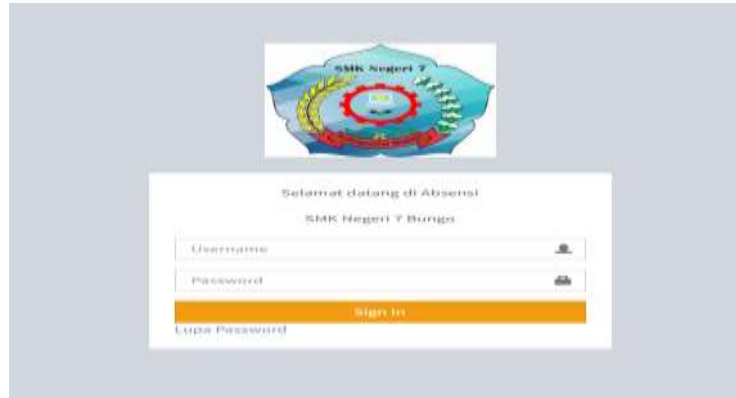 SMK Negeri 7
Selamat datang di Absensi
SMK Negeri 7 Bungo
Username
Password
Sign In
Lupa Password